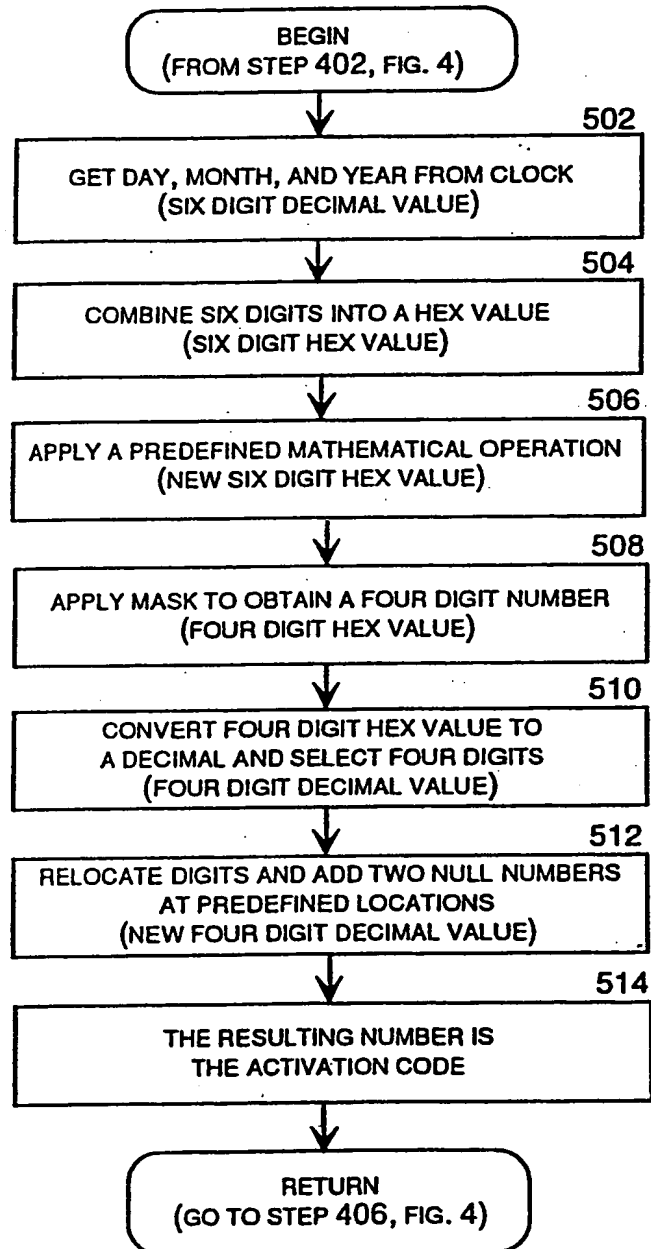 BEGIN
(FROM STEP 402, FIG. 4)
502
GET DAY, MONTH, AND YEAR FROM CLOCK
(SIX DIGIT DECIMAL VALUE)
504
COMBINE SIX DIGITS INTO A HEX VALUE
(SIX DIGIT HEX VALUE)
506
APPLY A PREDEFINED MATHEMATICAL OPERATION
(NEW SIX DIGIT HEX VALUE)
508
APPLY MASK TO OBTAIN A FOUR DIGIT NUMBER
(FOUR DIGIT HEX VALUE)
510
CONVERT FOUR DIGIT HEX VALUE TO
A DECIMAL AND SELECT FOUR DIGITS
(FOUR DIGIT DECIMAL VALUE)
512
RELOCATE DIGITS AND ADD TWO NULL NUMBERS
AT PREDEFINED LOCATIONS
(NEW FOUR DIGIT DECIMAL VALUE)
514
THE RESULTING NUMBER IS
THE ACTIVATION CODE
RETURN
(GO TO STEP 406, FIG. 4)